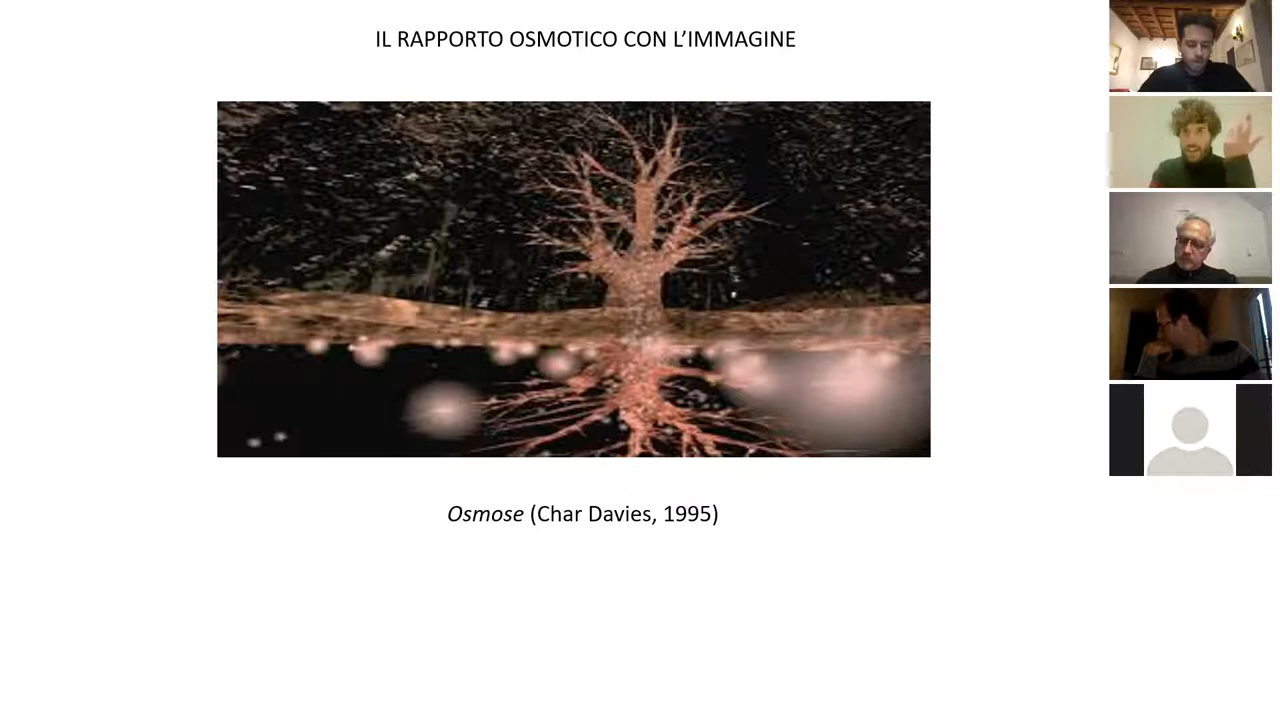 IL RAPPORTO OSMOTICO CON L’IMMAGINE
Osmose (Char Davies, 1995)